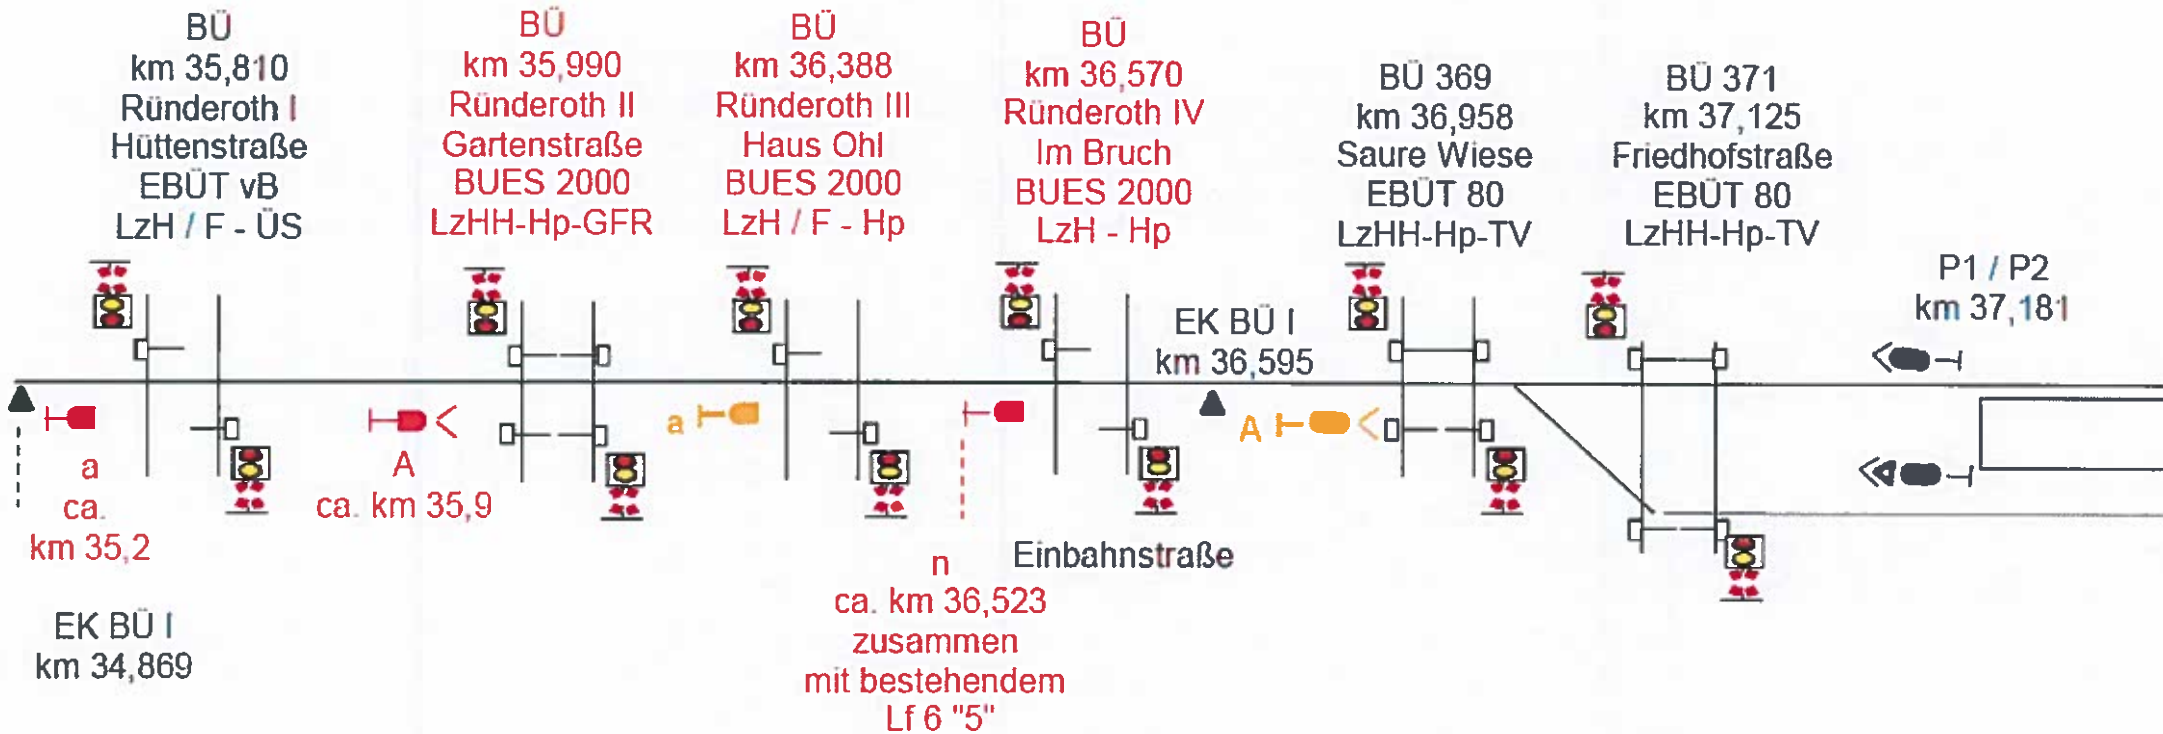 BÜ
km 35,810
Ründeroth I
Hüttenstraße
EBÜT vB
LzH / F - ÜS
BÜ
km 35,990
Ründeroth II
Gartenstraße
BUES 2000
LzHH-Hp-GFR
BÜ
km 36,388
Ründeroth III
Haus Ohl
BUES 2000
LzH / F - Hp
BÜ
km 36,570
Ründeroth IV
Im Bruch
BUES 2000
LzH - Hp
BÜ 369
km 36,958
Saure Wiese
EBÜT 80
LzHH-Hp-TV
BÜ 371
km 37,125
Friedhofstraße
EBÜT 80
LzHH-Hp-TV
P1 / P2
km 37,181
EK BÜ I
km 36,595
a
ca.
km 35,2
A
ca. km 35,9
a
A
n
ca. km 36,523
zusammen
mit bestehendem
Lf 6 "5"
Einbahnstraße
EK BÜ I
km 34,869